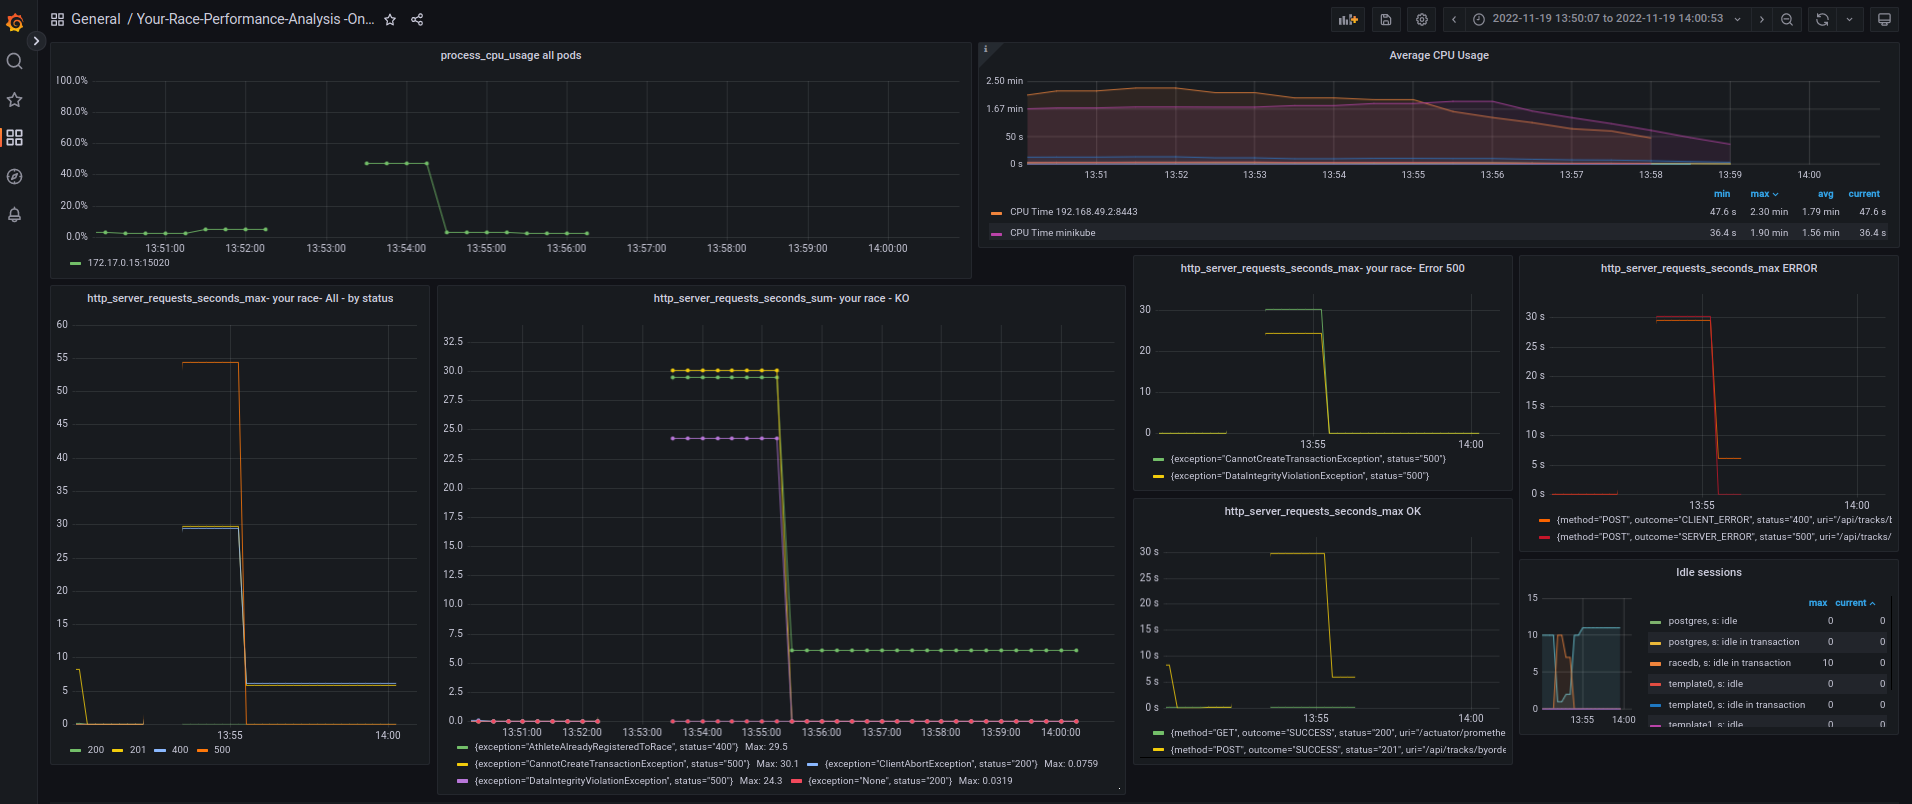 General / Your-Race-Performance-Analysis -On...
2022-11-19 13:50:07 to 2022-11-19 14:00:53
process_cpu_usage all pods
100.0%
80.0%
60.0%
40.0%
20.0%
0.0%
13:51:00 13:52:00 13:53:00 13:54:00 13:55:00 13:56:00 13:57:00 13:58:00 13:59:00 14:00:00
172.17.0.15:15020
i
Average CPU Usage
2.50 min
1.67 min
50 s
0 s
13:51 13:52 13:53 13:54 13:55 13:56 13:57 13:58 13:59 14:00
min max avg current
CPU Time 192.168.49.2:8443 47.6 s 2.30 min 1.79 min 47.6 s
CPU Time minikube 36.4 s 1.90 min 1.56 min 36.4 s
http_server_requests_seconds_max- your race- All - by status
60
55
50
45
40
35
30
25
20
15
10
5
0
13:55 14:00
200 201 400 500
http_server_requests_seconds_sum- your race - KO
32.5
30.0
27.5
25.0
22.5
20.0
17.5
15.0
12.5
10.0
7.5
5.0
2.5
0.0
13:51:00 13:52:00 13:53:00 13:54:00 13:55:00 13:56:00 13:57:00 13:58:00 13:59:00 14:00:00
{exception="AthleteAlreadyRegisteredToRace", status="400"} Max: 29.5
{exception="CannotCreateTransactionException", status="500"} Max: 30.1 {exception="ClientAbortException", status="200"} Max: 0.0759
{exception="DataIntegrityViolationException", status="500"} Max: 24.3 {exception="None", status="200"} Max: 0.0319
http_server_requests_seconds_max- your race- Error 500
30
20
10
0
13:55 14:00
{exception="CannotCreateTransactionException", status="500"}
{exception="DataIntegrityViolationException", status="500"}
http_server_requests_seconds_max OK
30 s
25 s
20 s
15 s
10 s
5 s
0 s
13:55 14:00
{method="GET", outcome="SUCCESS", status="200", uri="/actuator/promethe
{method="POST", outcome="SUCCESS", status="201", uri="/api/tracks/byorde
http_server_requests_seconds_max ERROR
30 s
25 s
20 s
15 s
10 s
5 s
0 s
13:55 14:00
{method="POST", outcome="CLIENT_ERROR", status="400", uri="/api/tracks/b
{method="POST", outcome="SERVER_ERROR", status="500", uri="/api/tracks/
Idle sessions
15
10
5
0
13:55 14:00
max current
postgres, s: idle 0 0
postgres, s: idle in transaction 0 0
racedb, s: idle in transaction 10 0
template0, s: idle 0 0
template0, s: idle in transaction 0 0
template1, s: idle 0 0